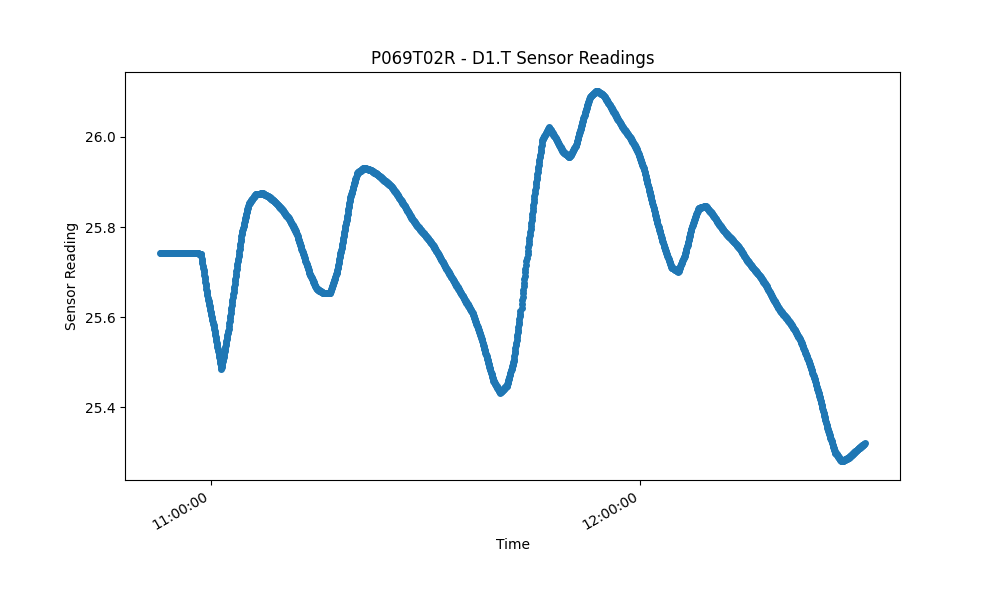 P069T02R - D1.T Sensor Readings
26.0
25.8
25.6
25.4
Sensor Reading
11:00:00
12:00:00
Time